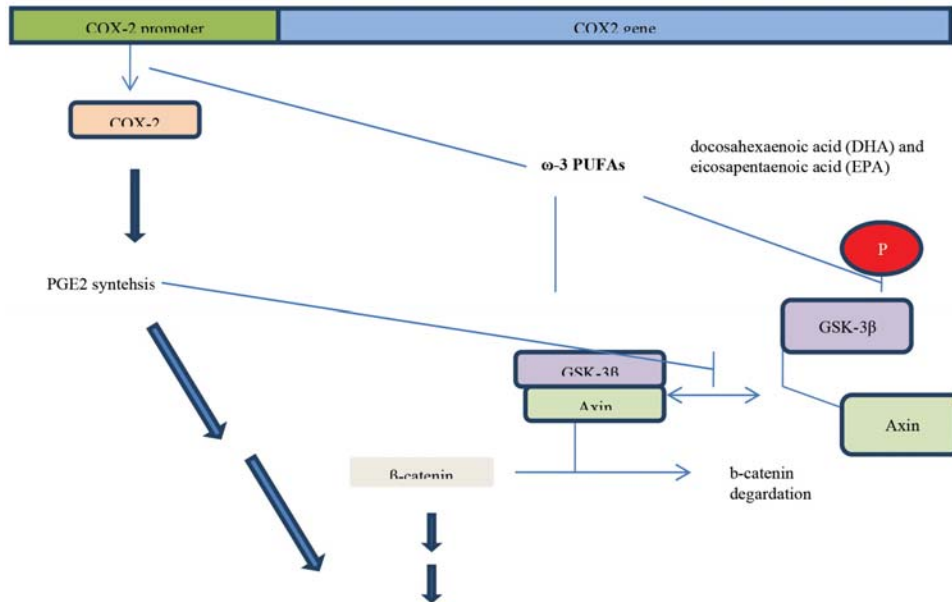 COX-2 promoter
COX2 gene
COX-2
docosahexaenoic acid (DHA) and
eicosapentaenoic acid (EPA)
ω-3 PUFAs
P
PGE2 syntehsis
GSK-3β
GSK-3β
Axin
Axin
β-catenin
b-catenin
degardation